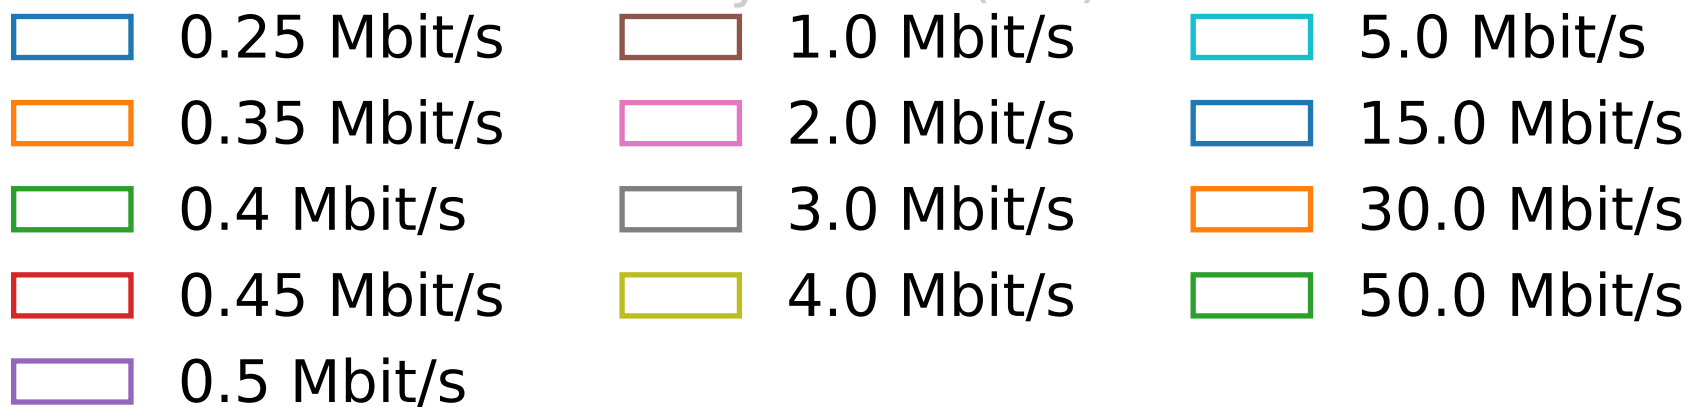 0.25 Mbit/s
0.35 Mbit/s
0.4 Mbit/s
0.45 Mbit/s
0.5 Mbit/s
1.0 Mbit/s
2.0 Mbit/s
3.0 Mbit/s
4.0 Mbit/s
5.0 Mbit/s
15.0 Mbit/s
30.0 Mbit/s
50.0 Mbit/s